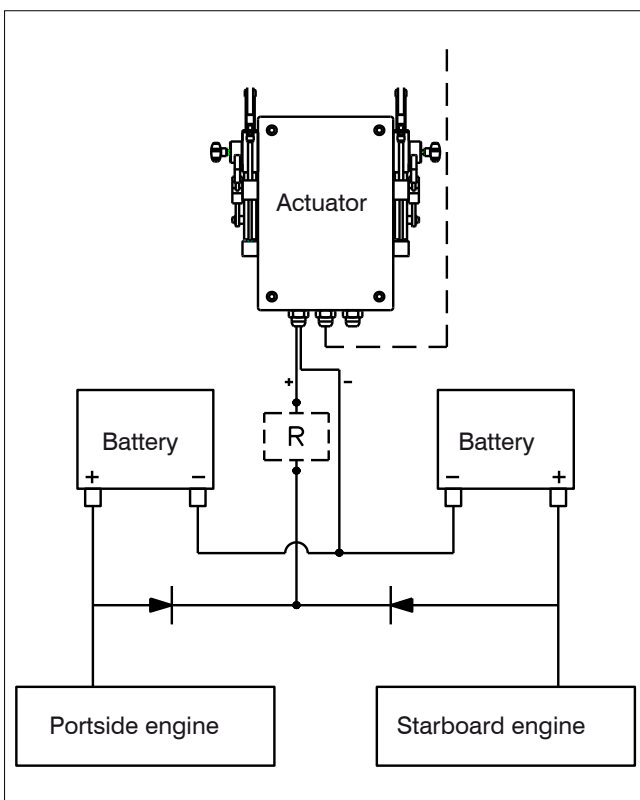 Actuator
+ −
Battery
R
Battery
+ −
− +
Portside engine
Starboard engine